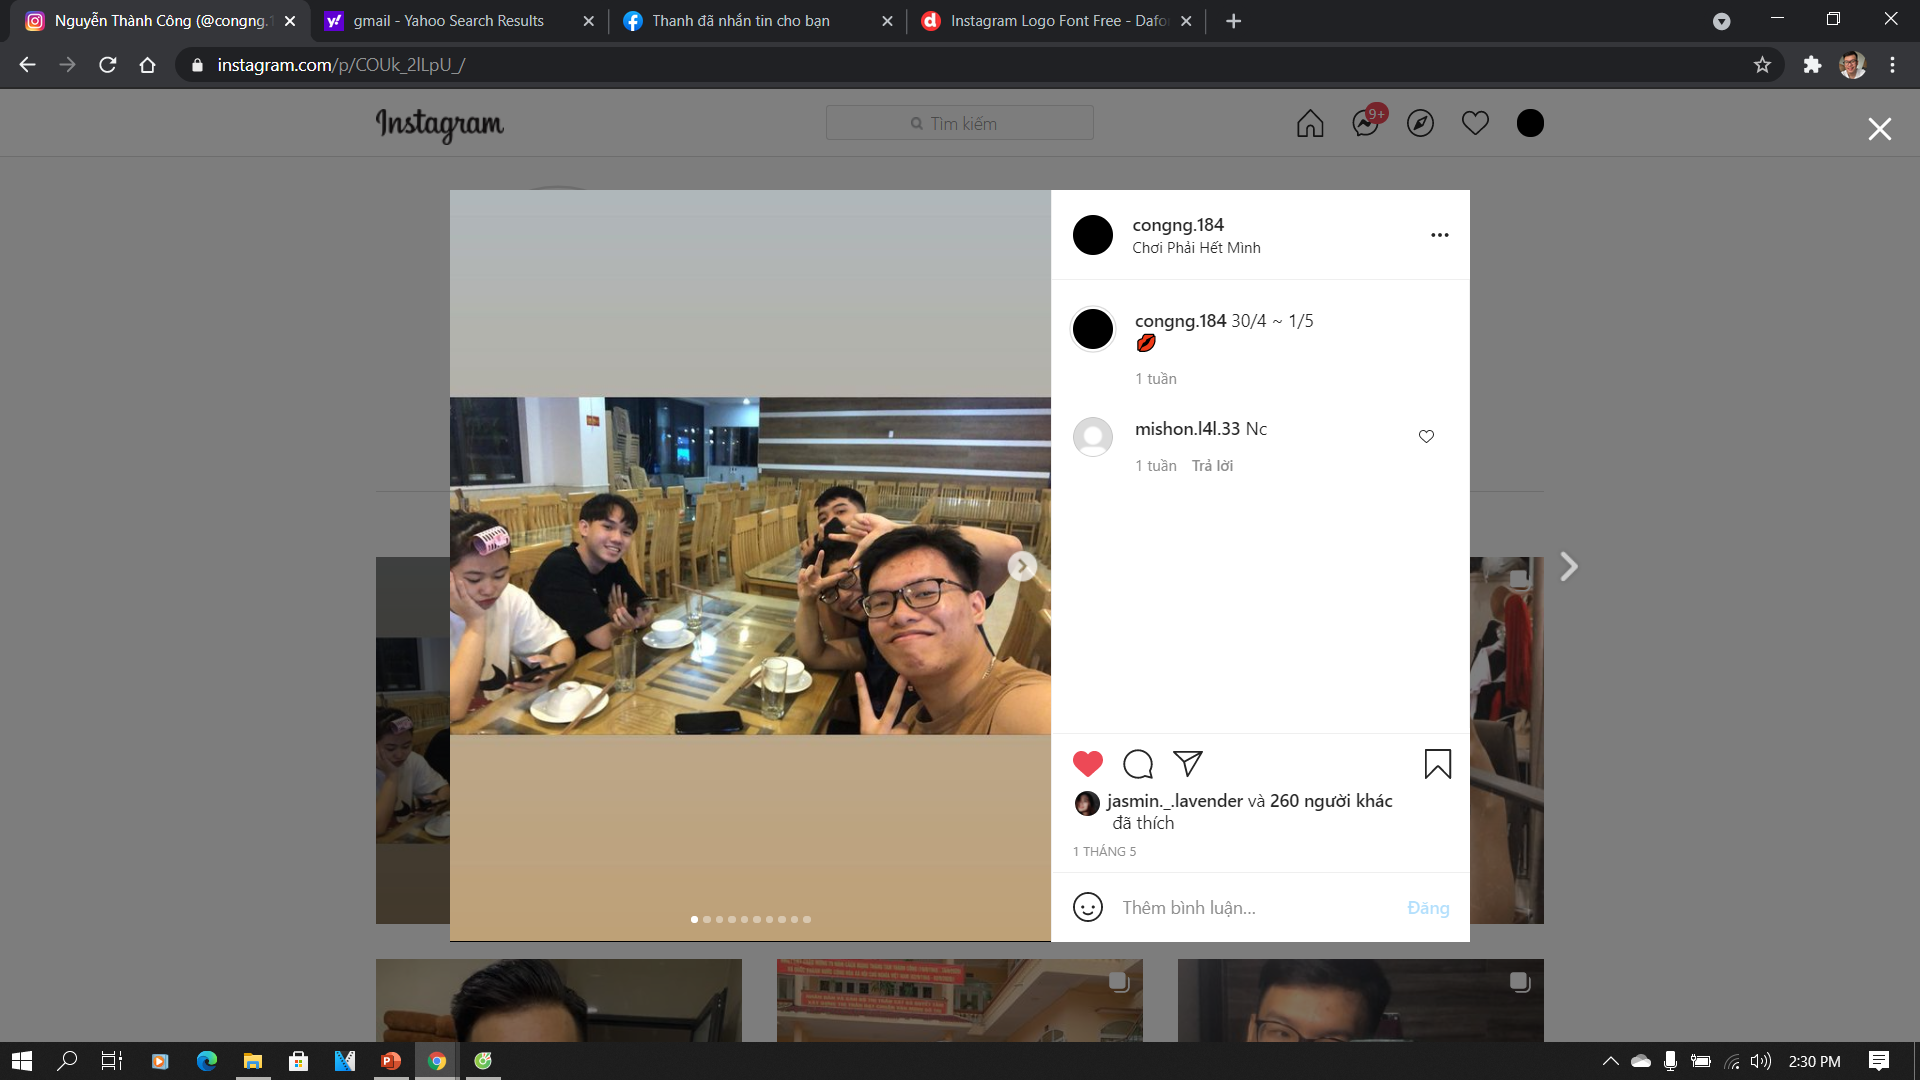 Nguyễn Thành Công (@congng.1
gmail - Yahoo Search Results
Thanh đã nhắn tin cho bạn
Instagram Logo Font Free - Dafo
instagram.com/p/COUk_2lLpU_/
Instagram
Tìm kiếm
9+
congng.184
Chơi Phải Hết Mình
congng.184 30/4 ~ 1/5
💋
1 tuần
mishon.l4l.33 Nc
1 tuần Trả lời
jasmin._.lavender và 260 người khác
đã thích
1 THÁNG 5
Thêm bình luận...
Đăng
2:30 PM